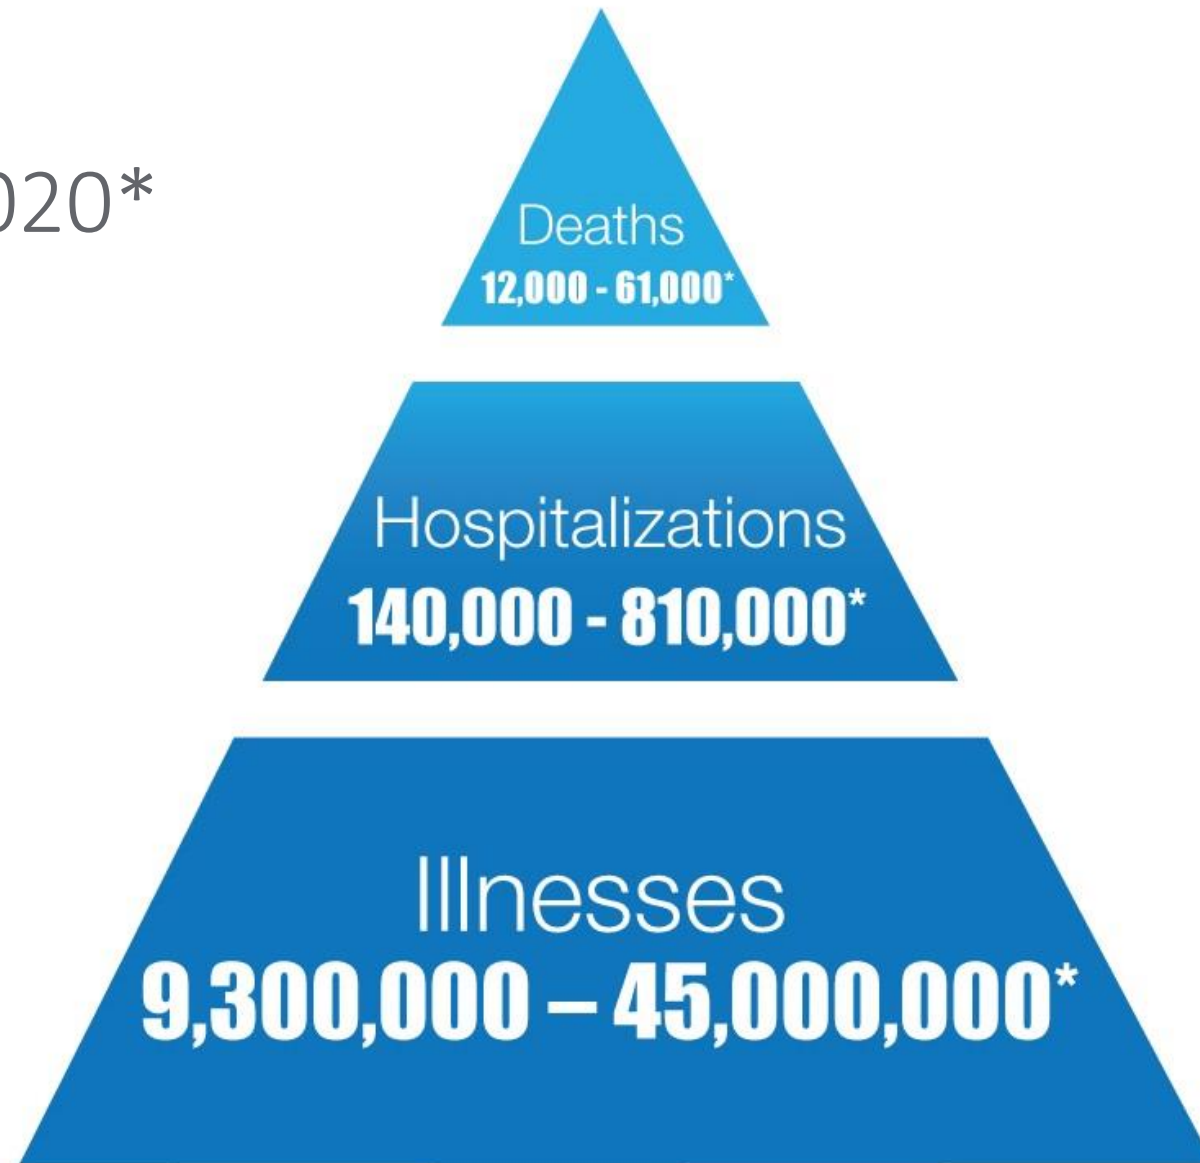 020*
Deaths
12,000 - 61,000*
Hospitalizations
140,000 - 810,000*
Illnesses
9,300,000 – 45,000,000*